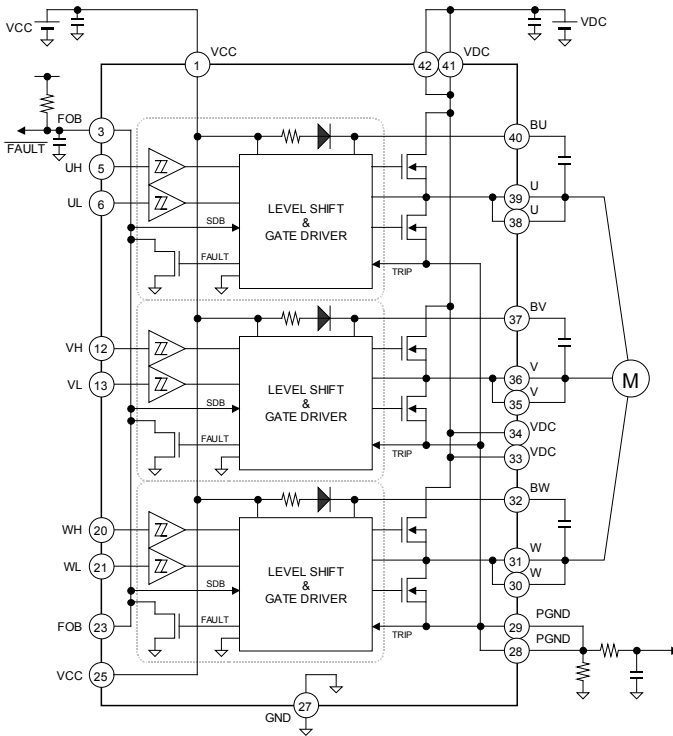 VCC
VDC
VCC
1
VDC
42
41
FOB
3
FAULT
UH
5
UL
6
LEVEL SHIFT
&
GATE DRIVER
SDB
FAULT
TRIP
BU
40
U
39
38
U
VH
12
VL
13
LEVEL SHIFT
&
GATE DRIVER
SDB
FAULT
TRIP
BV
37
V
36
35
V
34
VDC
33
VDC
M
WH
20
WL
21
LEVEL SHIFT
&
GATE DRIVER
SDB
FAULT
TRIP
BW
32
W
31
30
W
FOB
23
PGND
29
PGND
28
VCC
25
GND
27